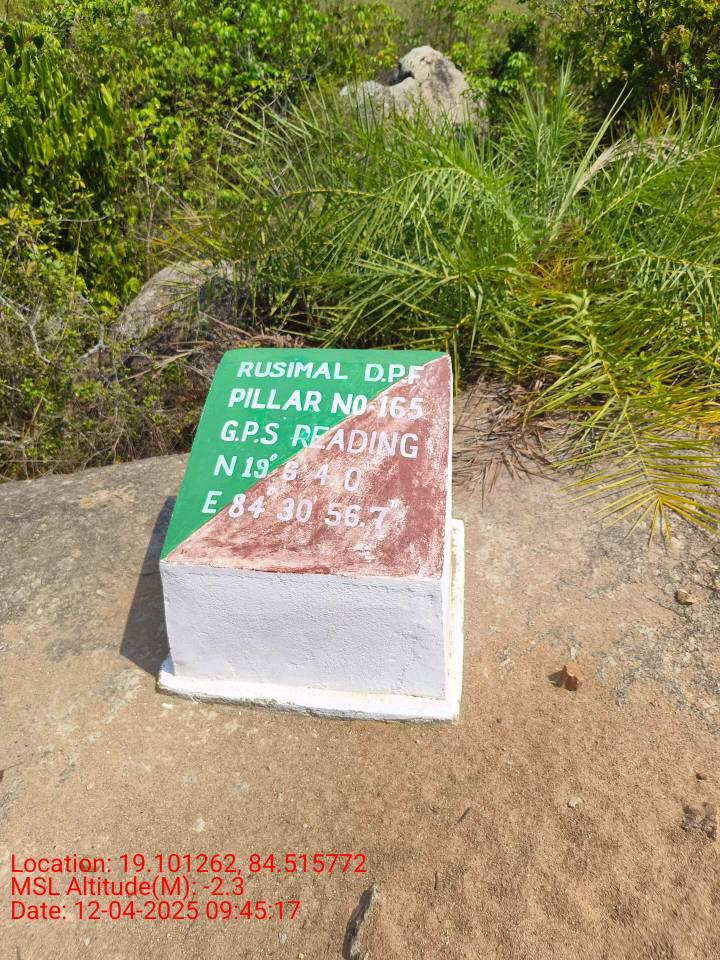 RUSIMAL D.P.F
PILLAR NO-165
G.P.S READING
N 19° 6' 4.0"
E 84° 30' 56.7"
Location: 19.101262, 84.515772
MSL Altitude(M): -2.3
Date: 12-04-2025 09:45:17